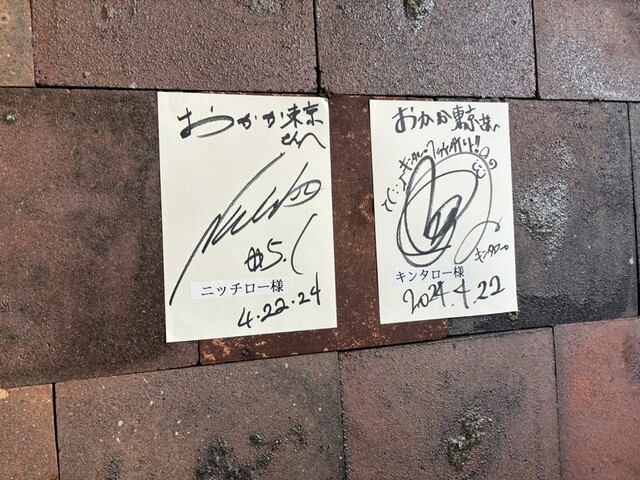 おかか東京
さんへ
#5.1
ニッチロー様
4.22.24
おかか東京さんへ
キンタロー
キンタロー様
2024.4.22